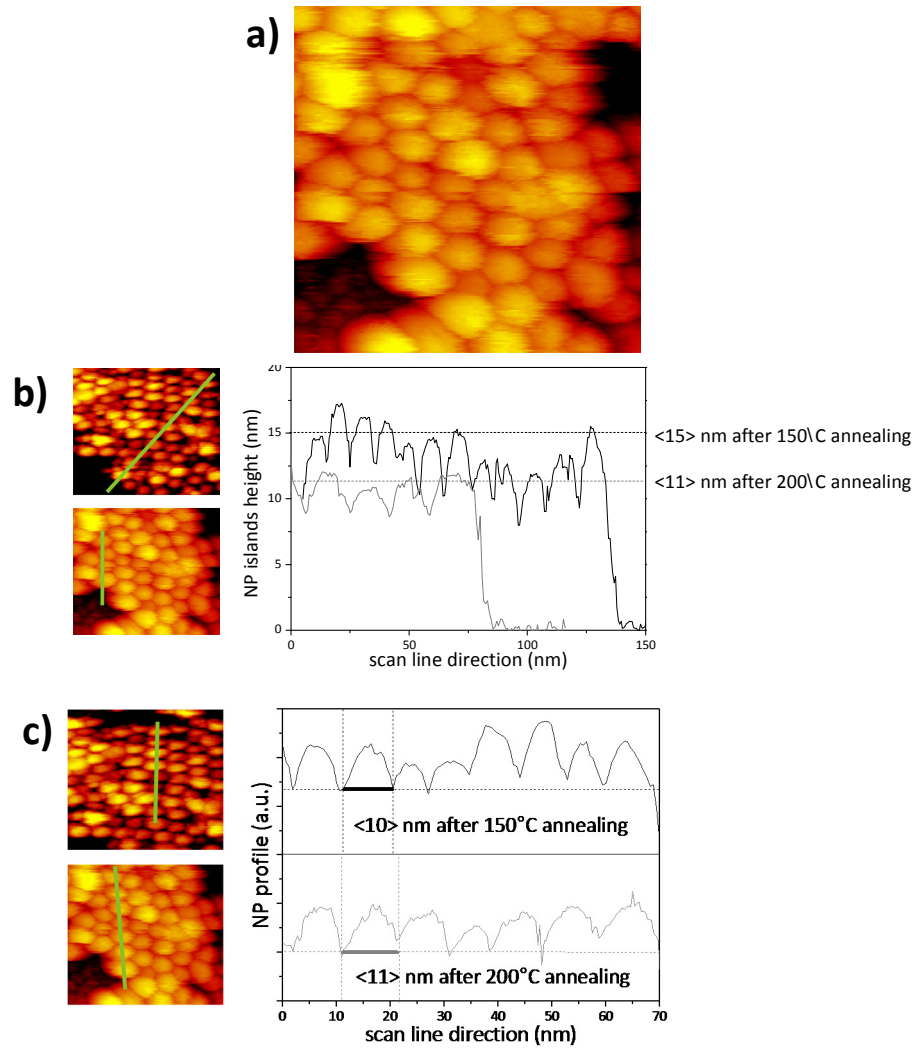 a)
b)
NP islands height (nm)
20
15
10
5
0
0 50 100 150
scan line direction (nm)
<15> nm after 150\C annealing
<11> nm after 200\C annealing
c)
NP profile (a.u.)
<10> nm after 150°C annealing
<11> nm after 200°C annealing
0 10 20 30 40 50 60 70
scan line direction (nm)